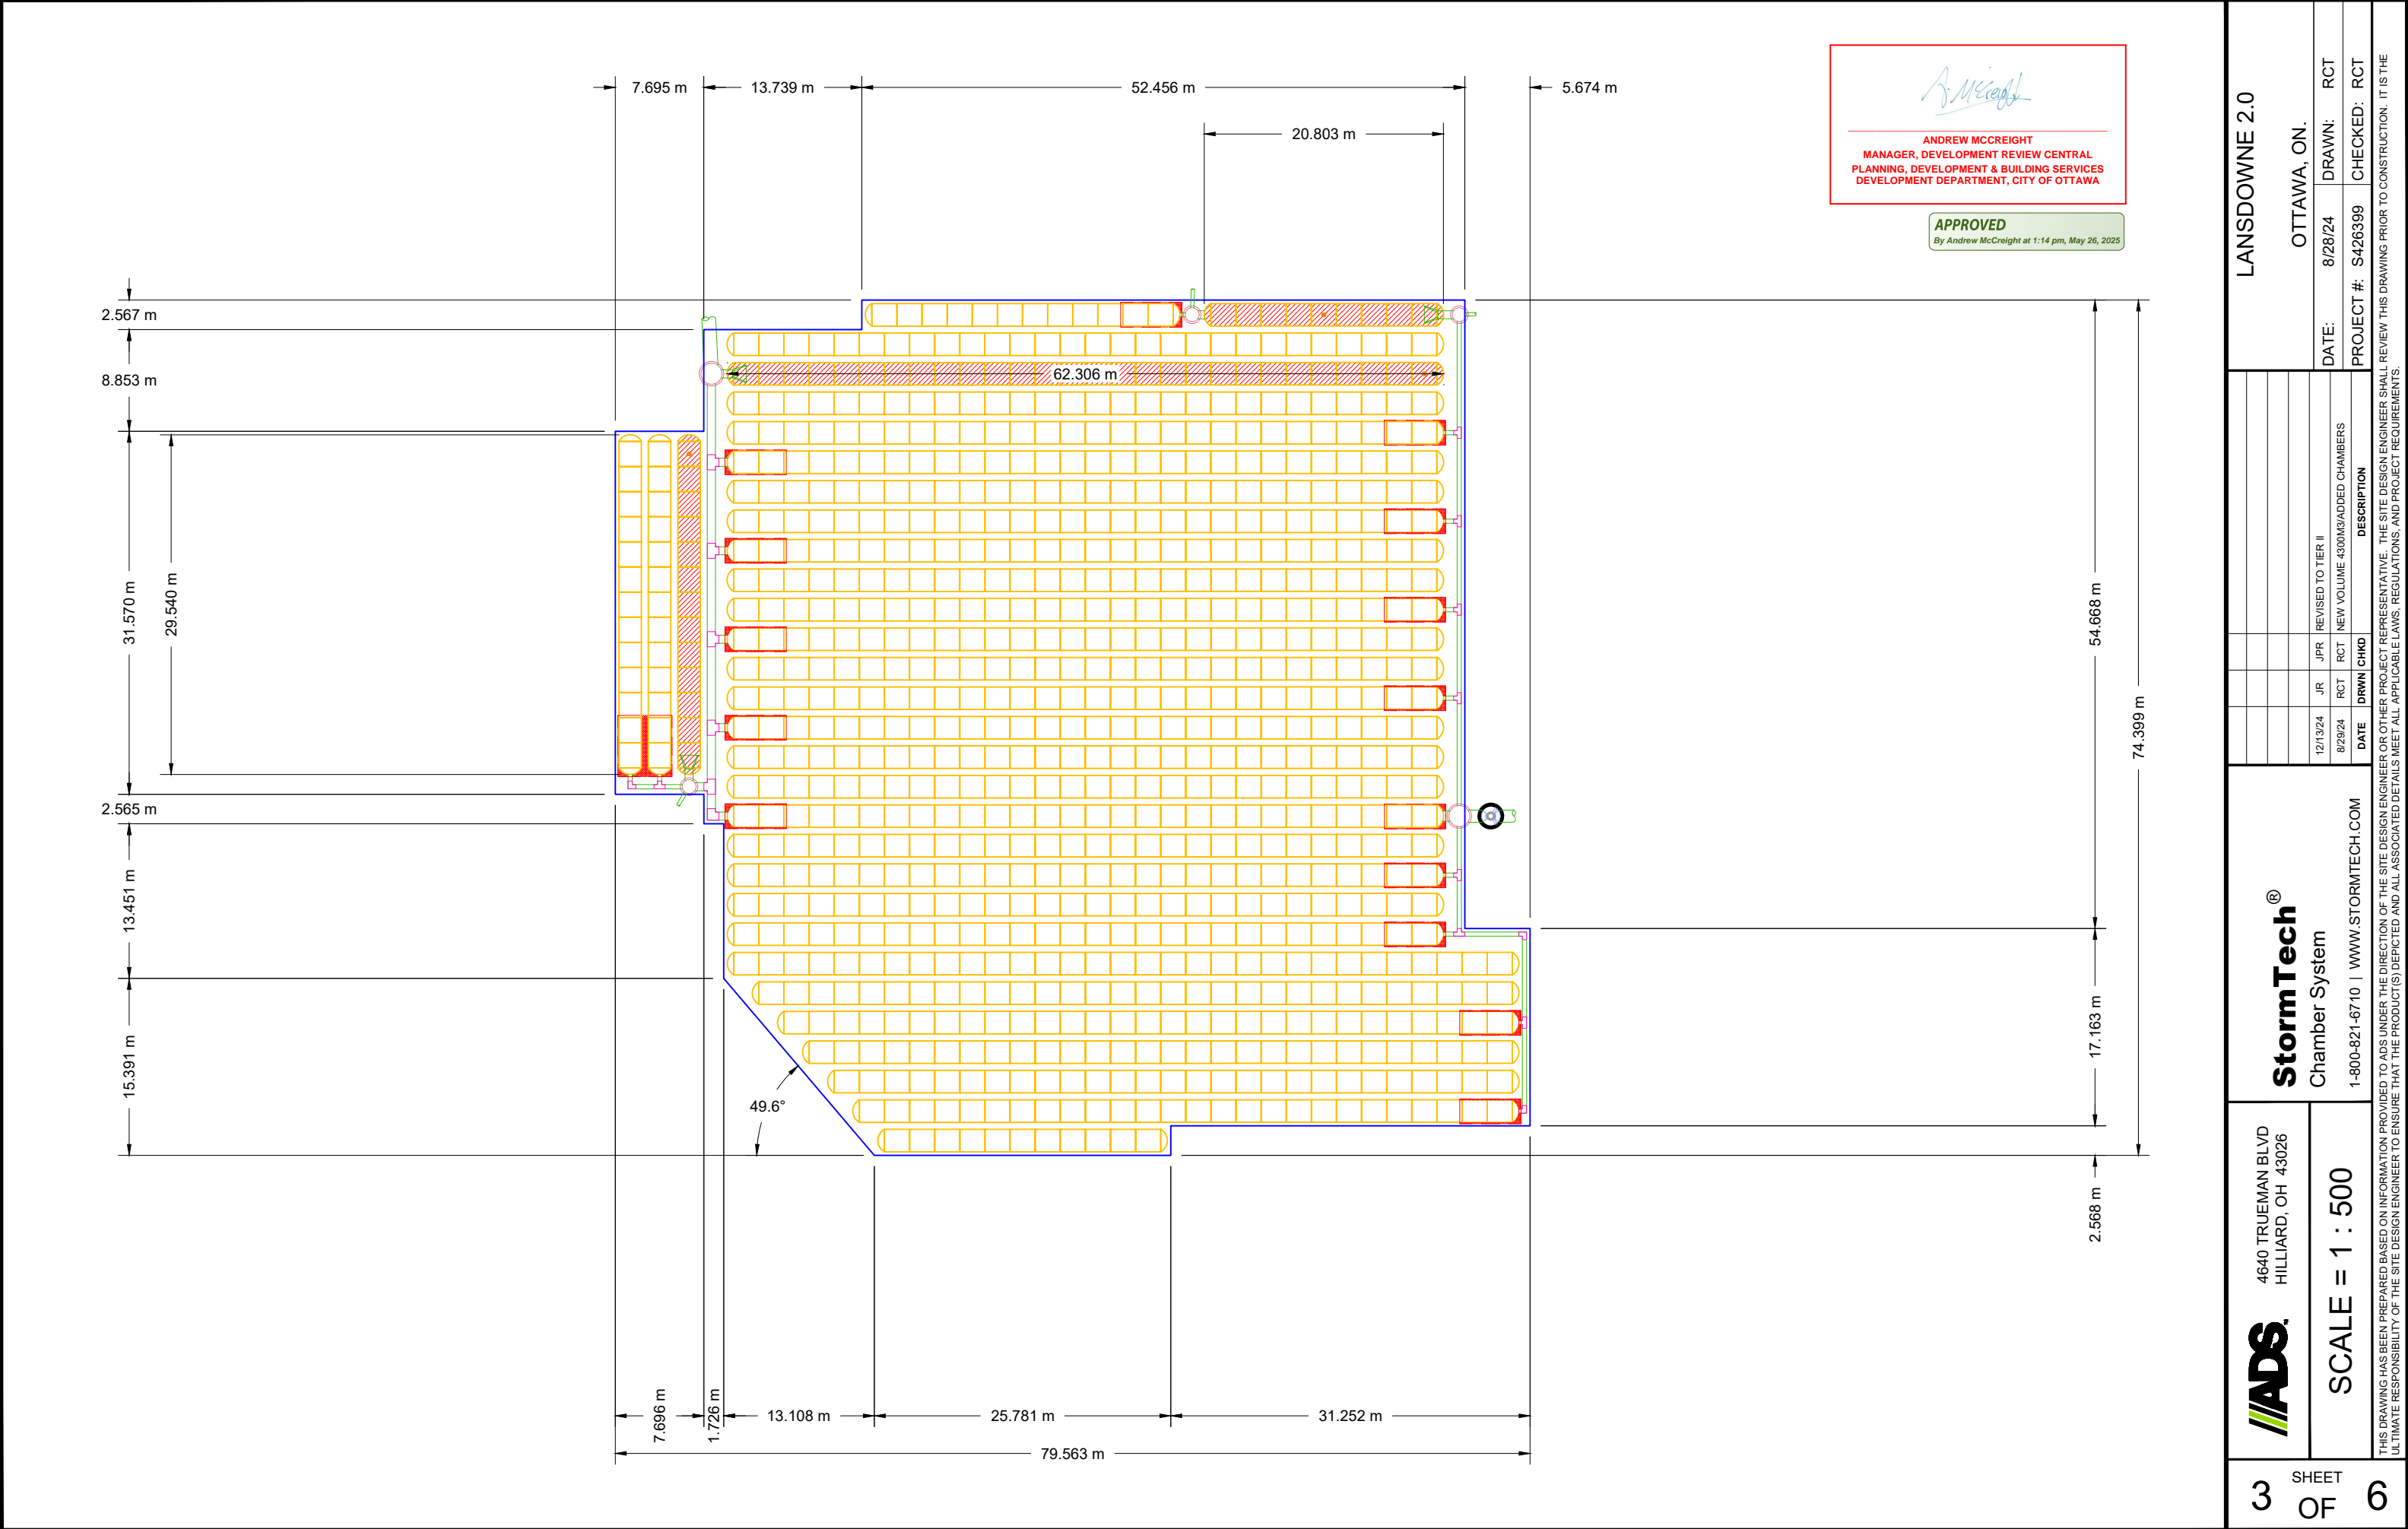 7.695 m
13.739 m
52.456 m
5.674 m
20.803 m
ANDREW MCCREIGHT
MANAGER, DEVELOPMENT REVIEW CENTRAL
PLANNING, DEVELOPMENT & BUILDING SERVICES
DEVELOPMENT DEPARTMENT, CITY OF OTTAWA
APPROVED
By Andrew McCreight at 1:14 pm, May 26, 2025
2.567 m
8.853 m
62.306 m
31.570 m
29.540 m
2.565 m
13.451 m
15.391 m
49.6°
54.668 m
74.399 m
17.163 m
2.568 m
7.696 m
1.726 m
13.108 m
25.781 m
31.252 m
79.563 m
LANSDOWNE 2.0
OTTAWA, ON.
DATE: 8/28/24 DRAWN: RCT
PROJECT #: S426399 CHECKED: RCT
12/13/24 JR JPR REVISED TO TIER II
8/29/24 RCT RCT NEW VOLUME 4300M3/ADDED CHAMBERS
DATE DRWN CHKD DESCRIPTION
StormTech®
Chamber System
1-800-821-6710 | WWW.STORMTECH.COM
4640 TRUEMAN BLVD
HILLIARD, OH 43026
ADS
SCALE = 1 : 500
THIS DRAWING HAS BEEN PREPARED BASED ON INFORMATION PROVIDED TO ADS UNDER THE DIRECTION OF THE SITE DESIGN ENGINEER OR OTHER PROJECT REPRESENTATIVE. THE SITE DESIGN ENGINEER SHALL REVIEW THIS DRAWING PRIOR TO CONSTRUCTION. IT IS THE
ULTIMATE RESPONSIBILITY OF THE SITE DESIGN ENGINEER TO ENSURE THAT THE PRODUCT(S) DEPICTED AND ALL ASSOCIATED DETAILS MEET ALL APPLICABLE LAWS, REGULATIONS, AND PROJECT REQUIREMENTS.
SHEET
3 OF 6